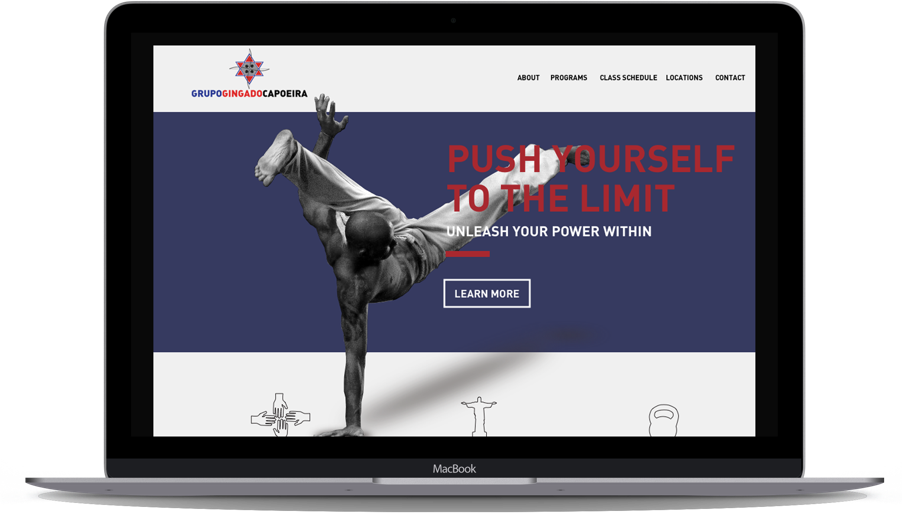 GRUPOGINGADOCAPOEIRA
ABOUT PROGRAMS CLASS SCHEDULE LOCATIONS CONTACT
PUSH YOURSELF
TO THE LIMIT
UNLEASH YOUR POWER WITHIN
LEARN MORE
MacBook